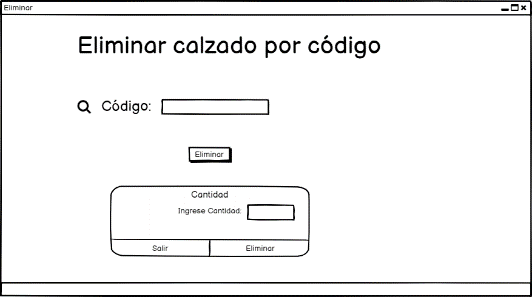 Eliminar
Eliminar calzado por código
Código:
Eliminar
Cantidad
Ingrese Cantidad:
Salir Eliminar